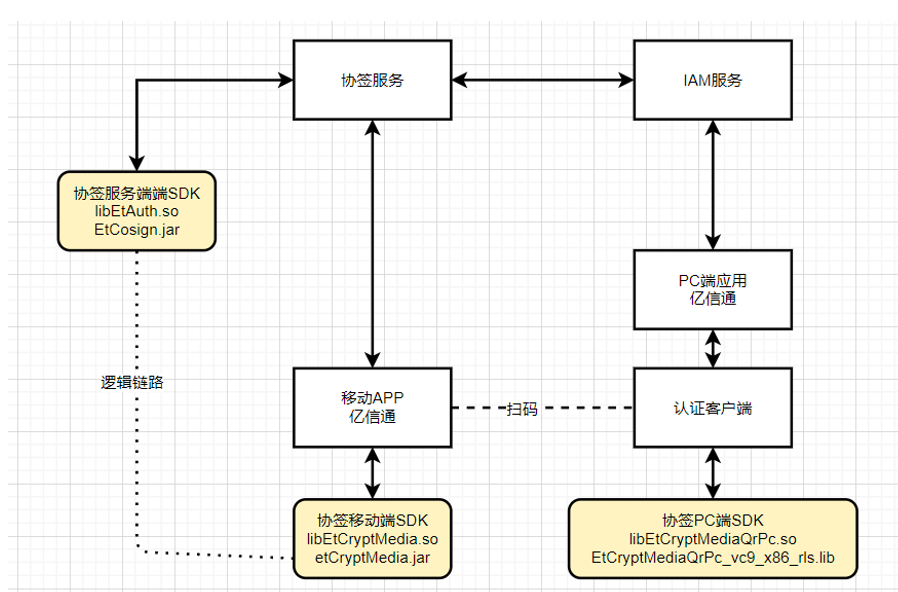 协签服务
IAM服务
协签服务端端SDK
libEtAuth.so
EtCosign.jar
PC端应用
亿信通
逻辑链路
移动APP
亿信通
扫码
认证客户端
协签移动端SDK
libEtCryptMedia.so
etCryptMedia.jar
协签PC端SDK
libEtCryptMediaQrPc.so
EtCryptMediaQrPc_vc9_x86_rls.lib